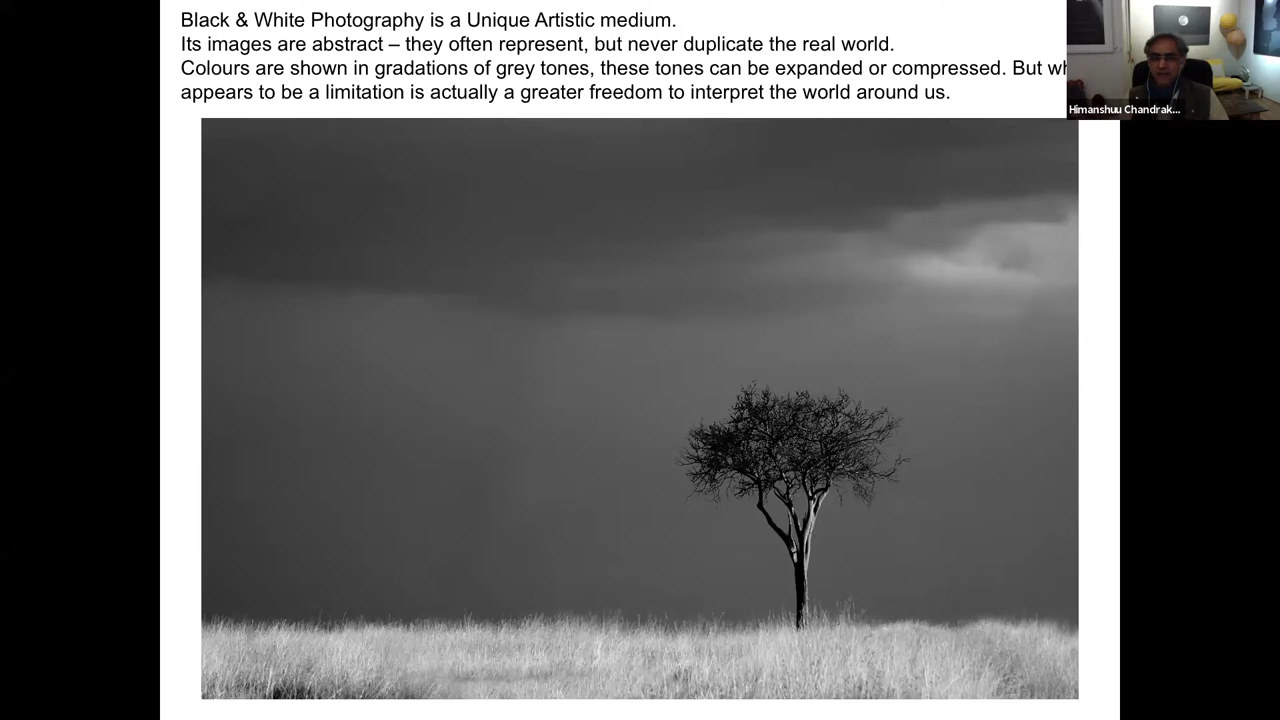 Black & White Photography is a Unique Artistic medium.
Its images are abstract – they often represent, but never duplicate the real world.
Colours are shown in gradations of grey tones, these tones can be expanded or compressed. But
appears to be a limitation is actually a greater freedom to interpret the world around us.
Himanshuu Chandrak...